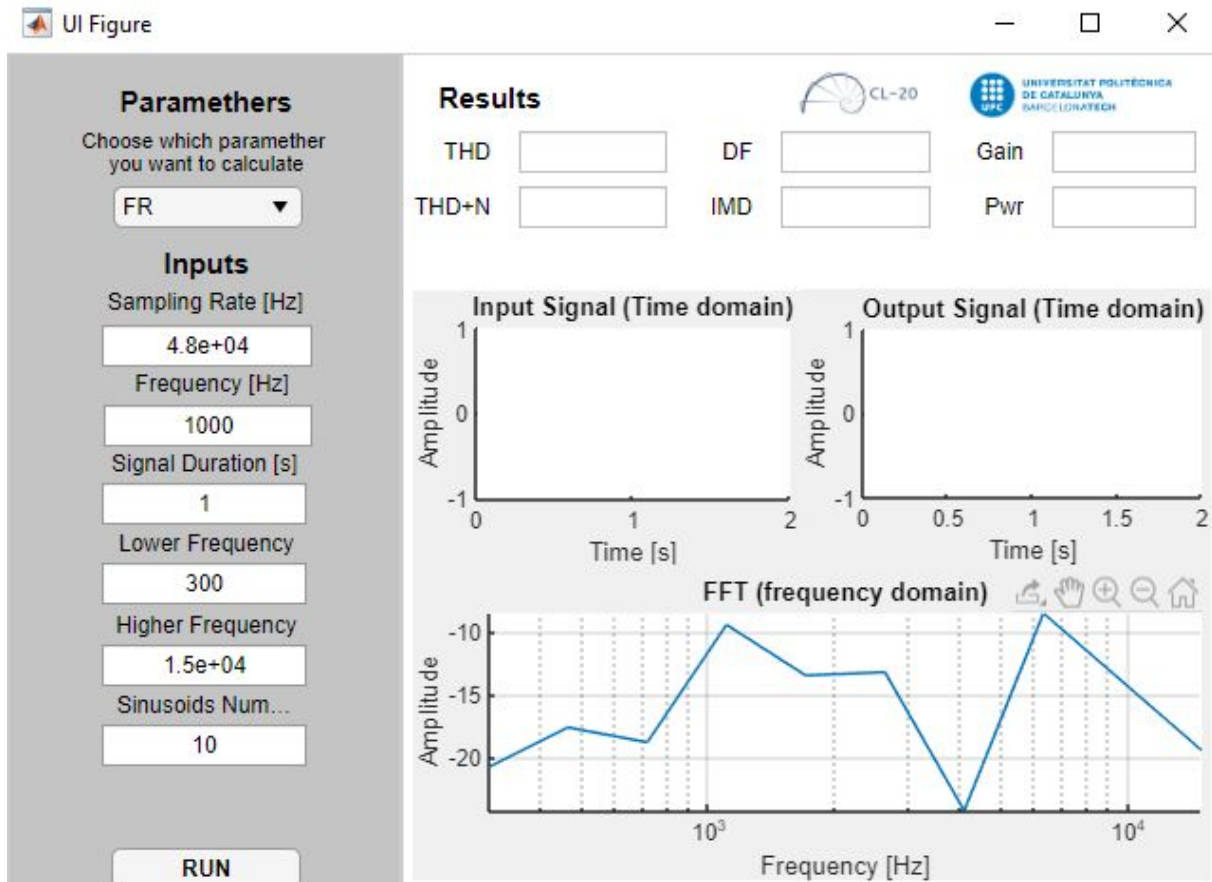 UI Figure
Paramethers
Choose which paramether
you want to calculate
FR
Inputs
Sampling Rate [Hz]
4.8e+04
Frequency [Hz]
1000
Signal Duration [s]
1
Lower Frequency
300
Higher Frequency
1.5e+04
Sinusoids Num...
10
RUN
Results
CL-20
UPC
UNIVERSITAT POLITÈCNICA
DE CATALUNYA
BARCELONATECH
THD
DF
Gain
THD+N
IMD
Pwr
Input Signal (Time domain)
1
0
-1
Amplitude
0 1 2
Time [s]
Output Signal (Time domain)
1
0
-1
Amplitude
0 0.5 1 1.5 2
Time [s]
FFT (frequency domain)
-10
-15
-20
Amplitude
10³ 10⁴
Frequency [Hz]